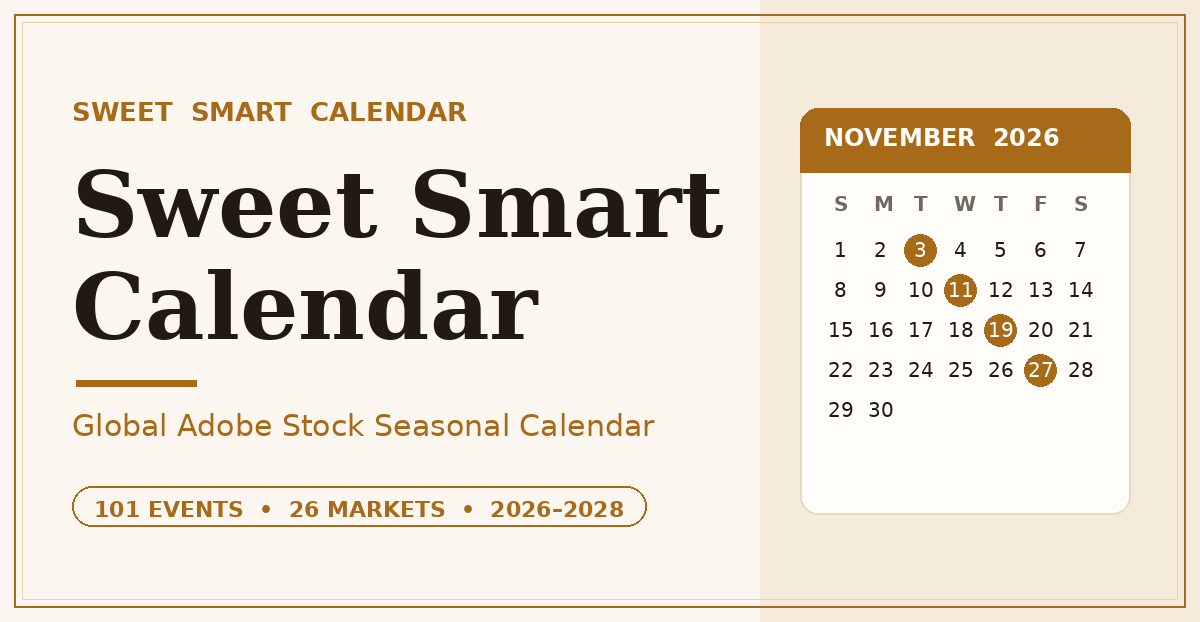 SWEET SMART CALENDAR
Sweet Smart
Calendar
Global Adobe Stock Seasonal Calendar
101 EVENTS • 26 MARKETS • 2026–2028
NOVEMBER 2026
S M T W T F S
1 2 3 4 5 6 7
8 9 10 11 12 13 14
15 16 17 18 19 20 21
22 23 24 25 26 27 28
29 30